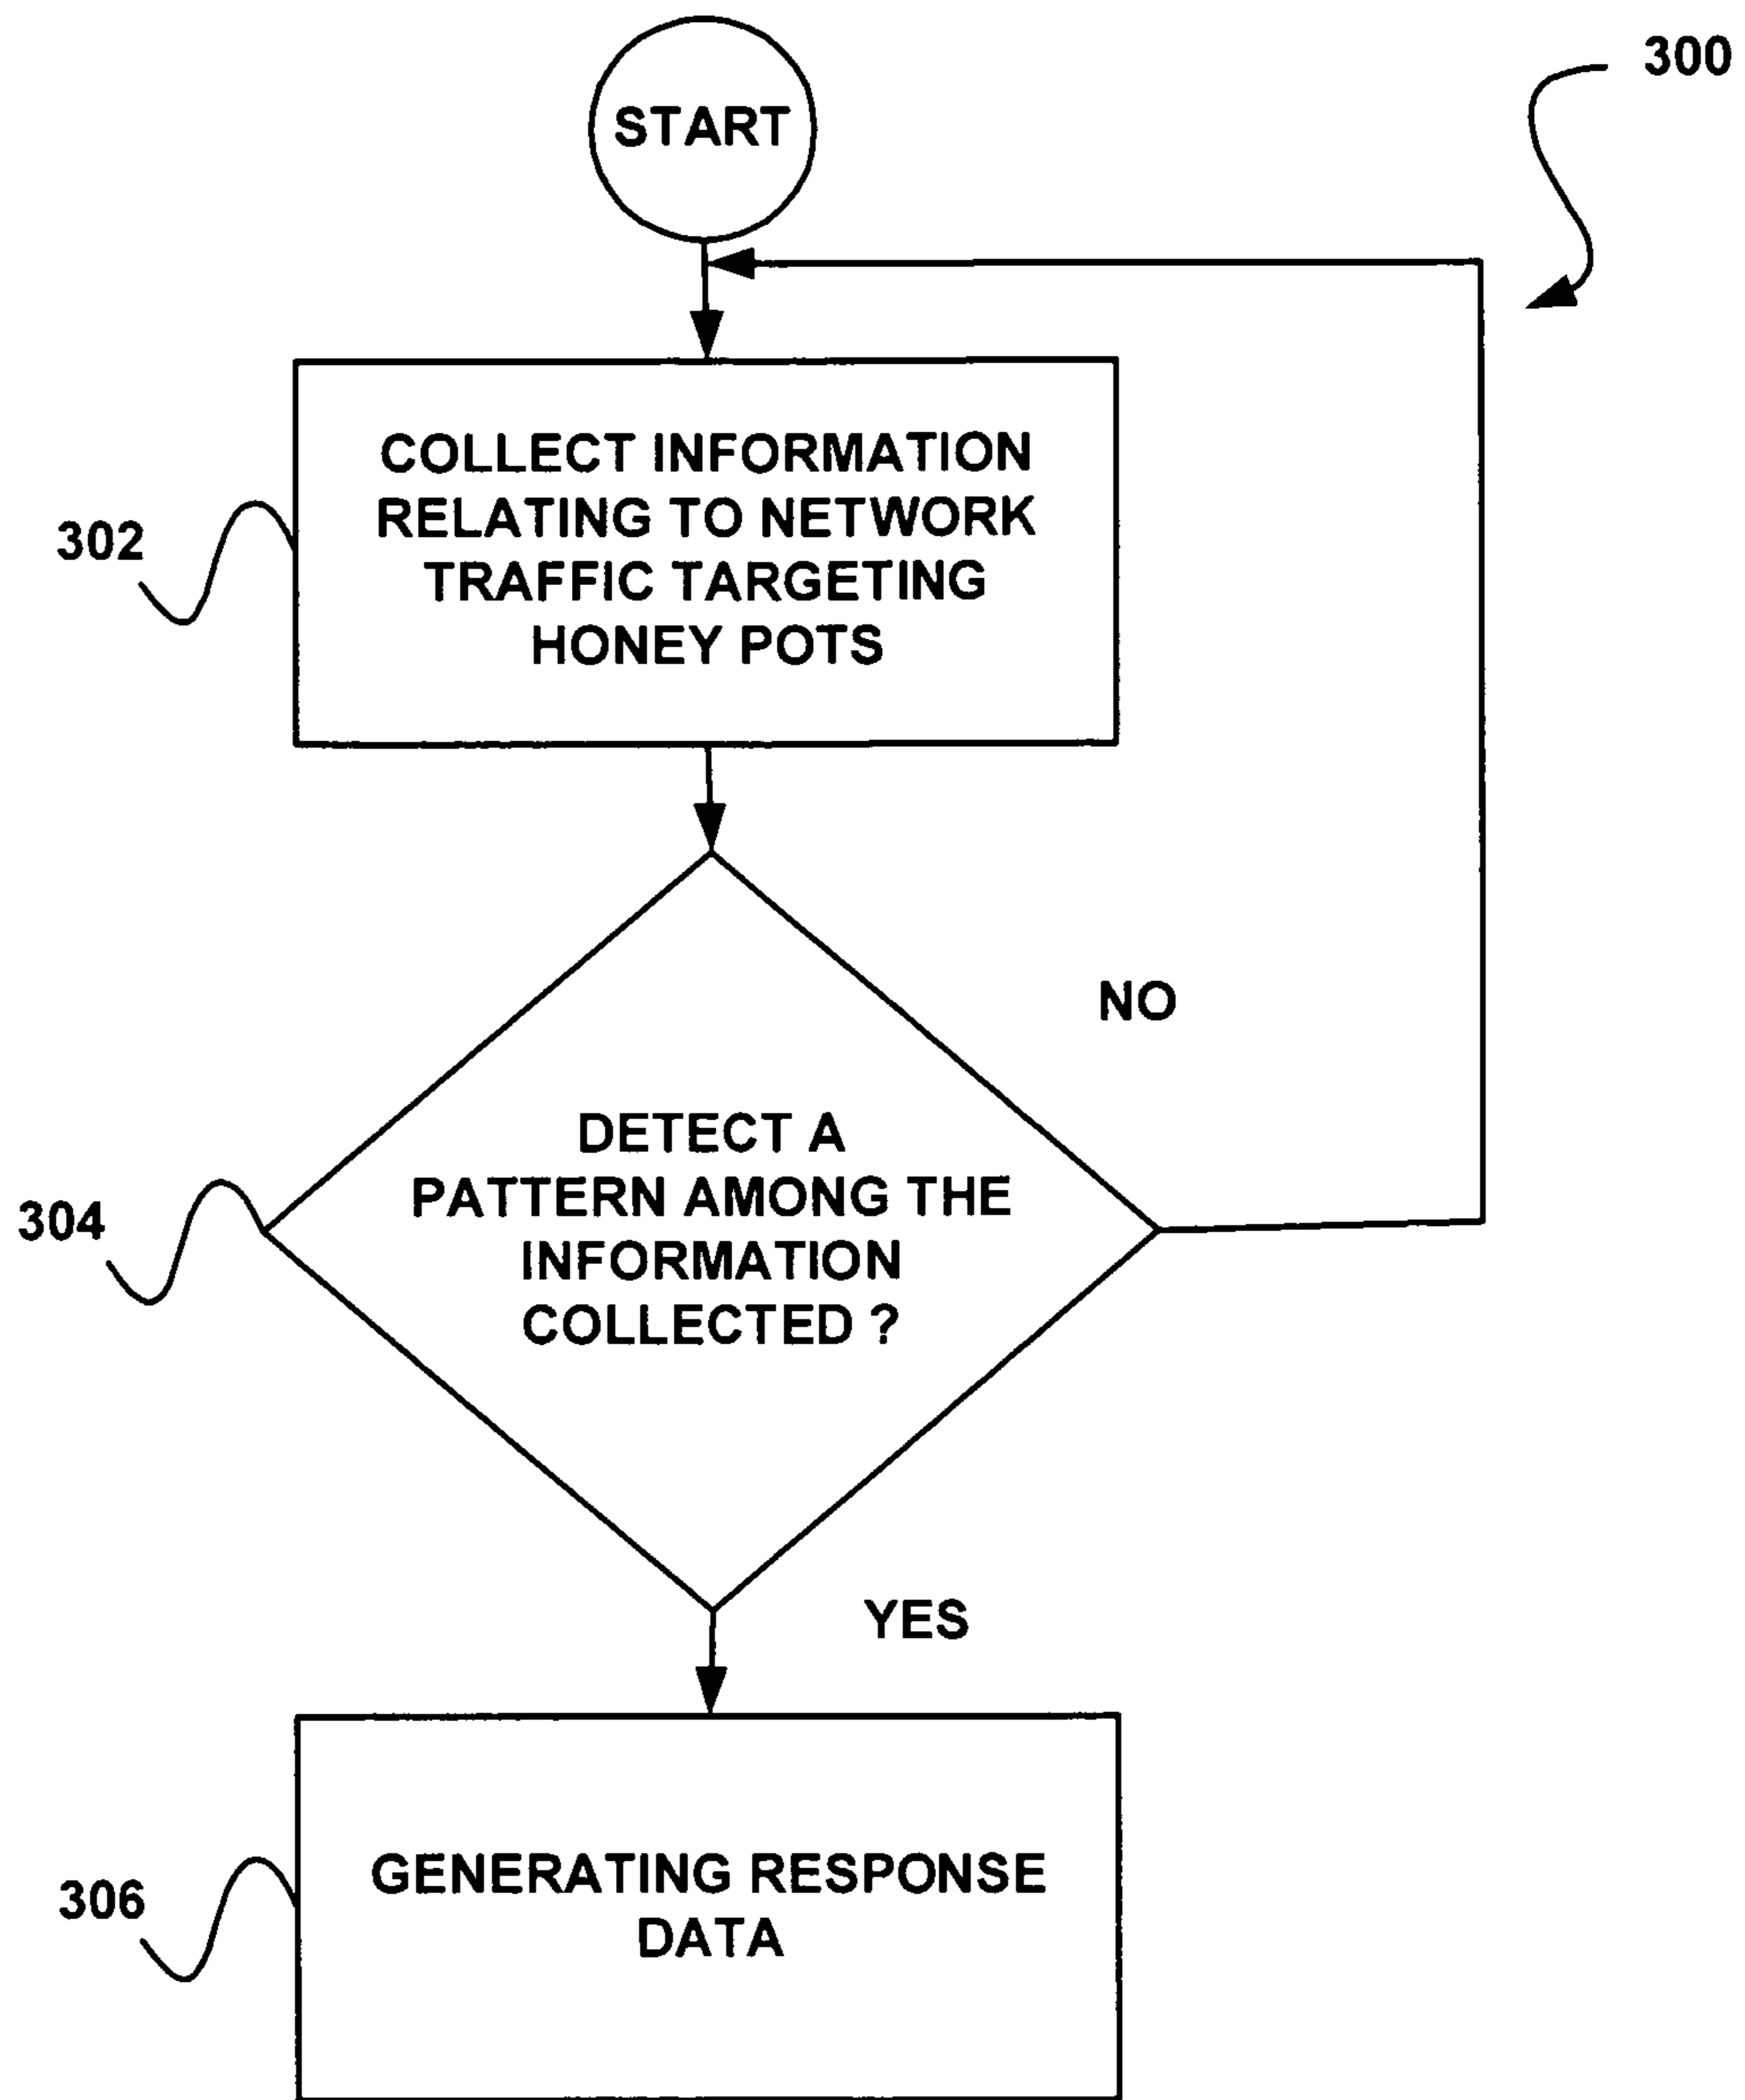 START
300
COLLECT INFORMATION
RELATING TO NETWORK
TRAFFIC TARGETING
HONEY POTS
302
NO
DETECT A
PATTERN AMONG THE
INFORMATION
COLLECTED ?
304
YES
GENERATING RESPONSE
DATA
306